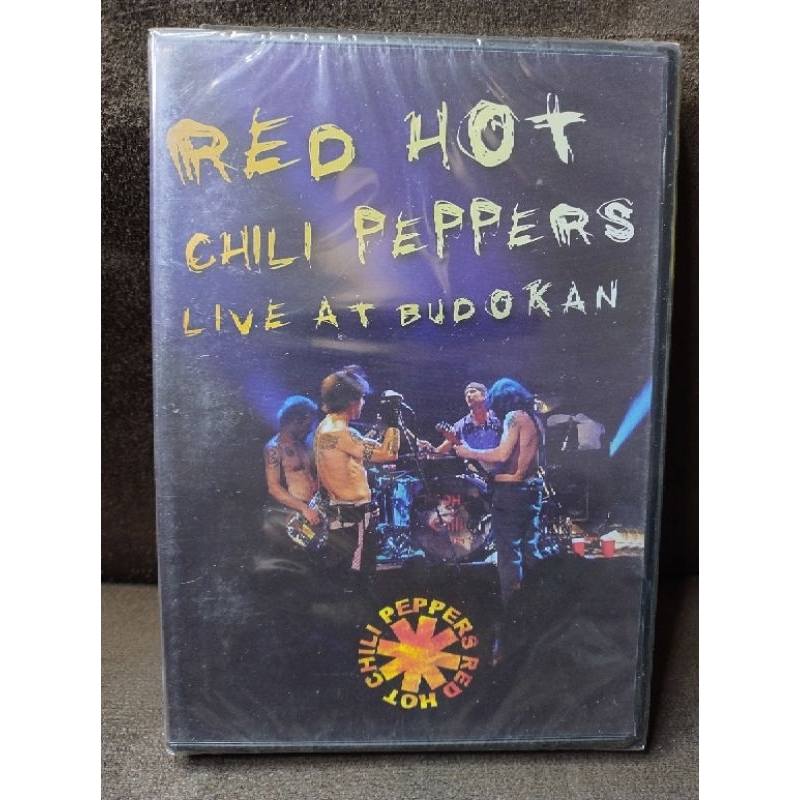 RED HOT
CHILI PEPPERS
LIVE AT BUDOKAN
RED HOT CHILI PEPPERS